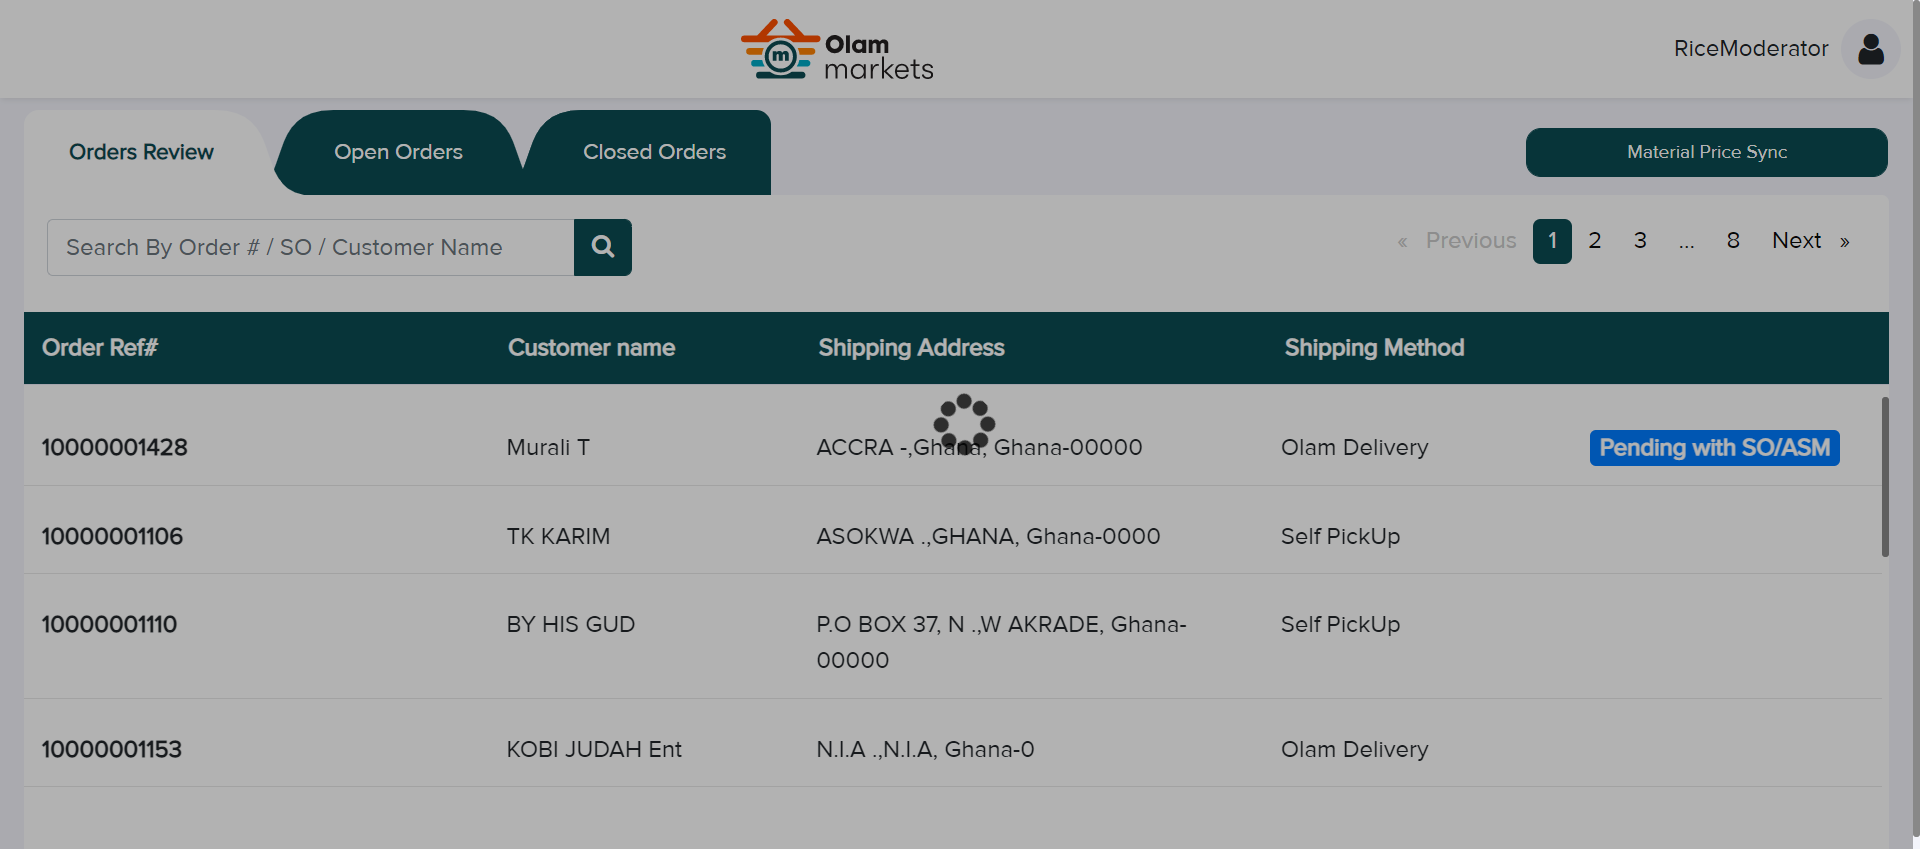 m
Olam
markets
RiceModerator
Orders Review
Open Orders
Closed Orders
Material Price Sync
Search By Order # / SO / Customer Name
« Previous 1 2 3 ... 8 Next »
Order Ref# Customer name Shipping Address Shipping Method
10000001428 Murali T ACCRA -,Ghana, Ghana-00000 Olam Delivery Pending with SO/ASM
10000001106 TK KARIM ASOKWA .,GHANA, Ghana-0000 Self PickUp
10000001110 BY HIS GUD P.O BOX 37, N .,W AKRADE, Ghana-
00000 Self PickUp
10000001153 KOBI JUDAH Ent N.I.A .,N.I.A, Ghana-0 Olam Delivery